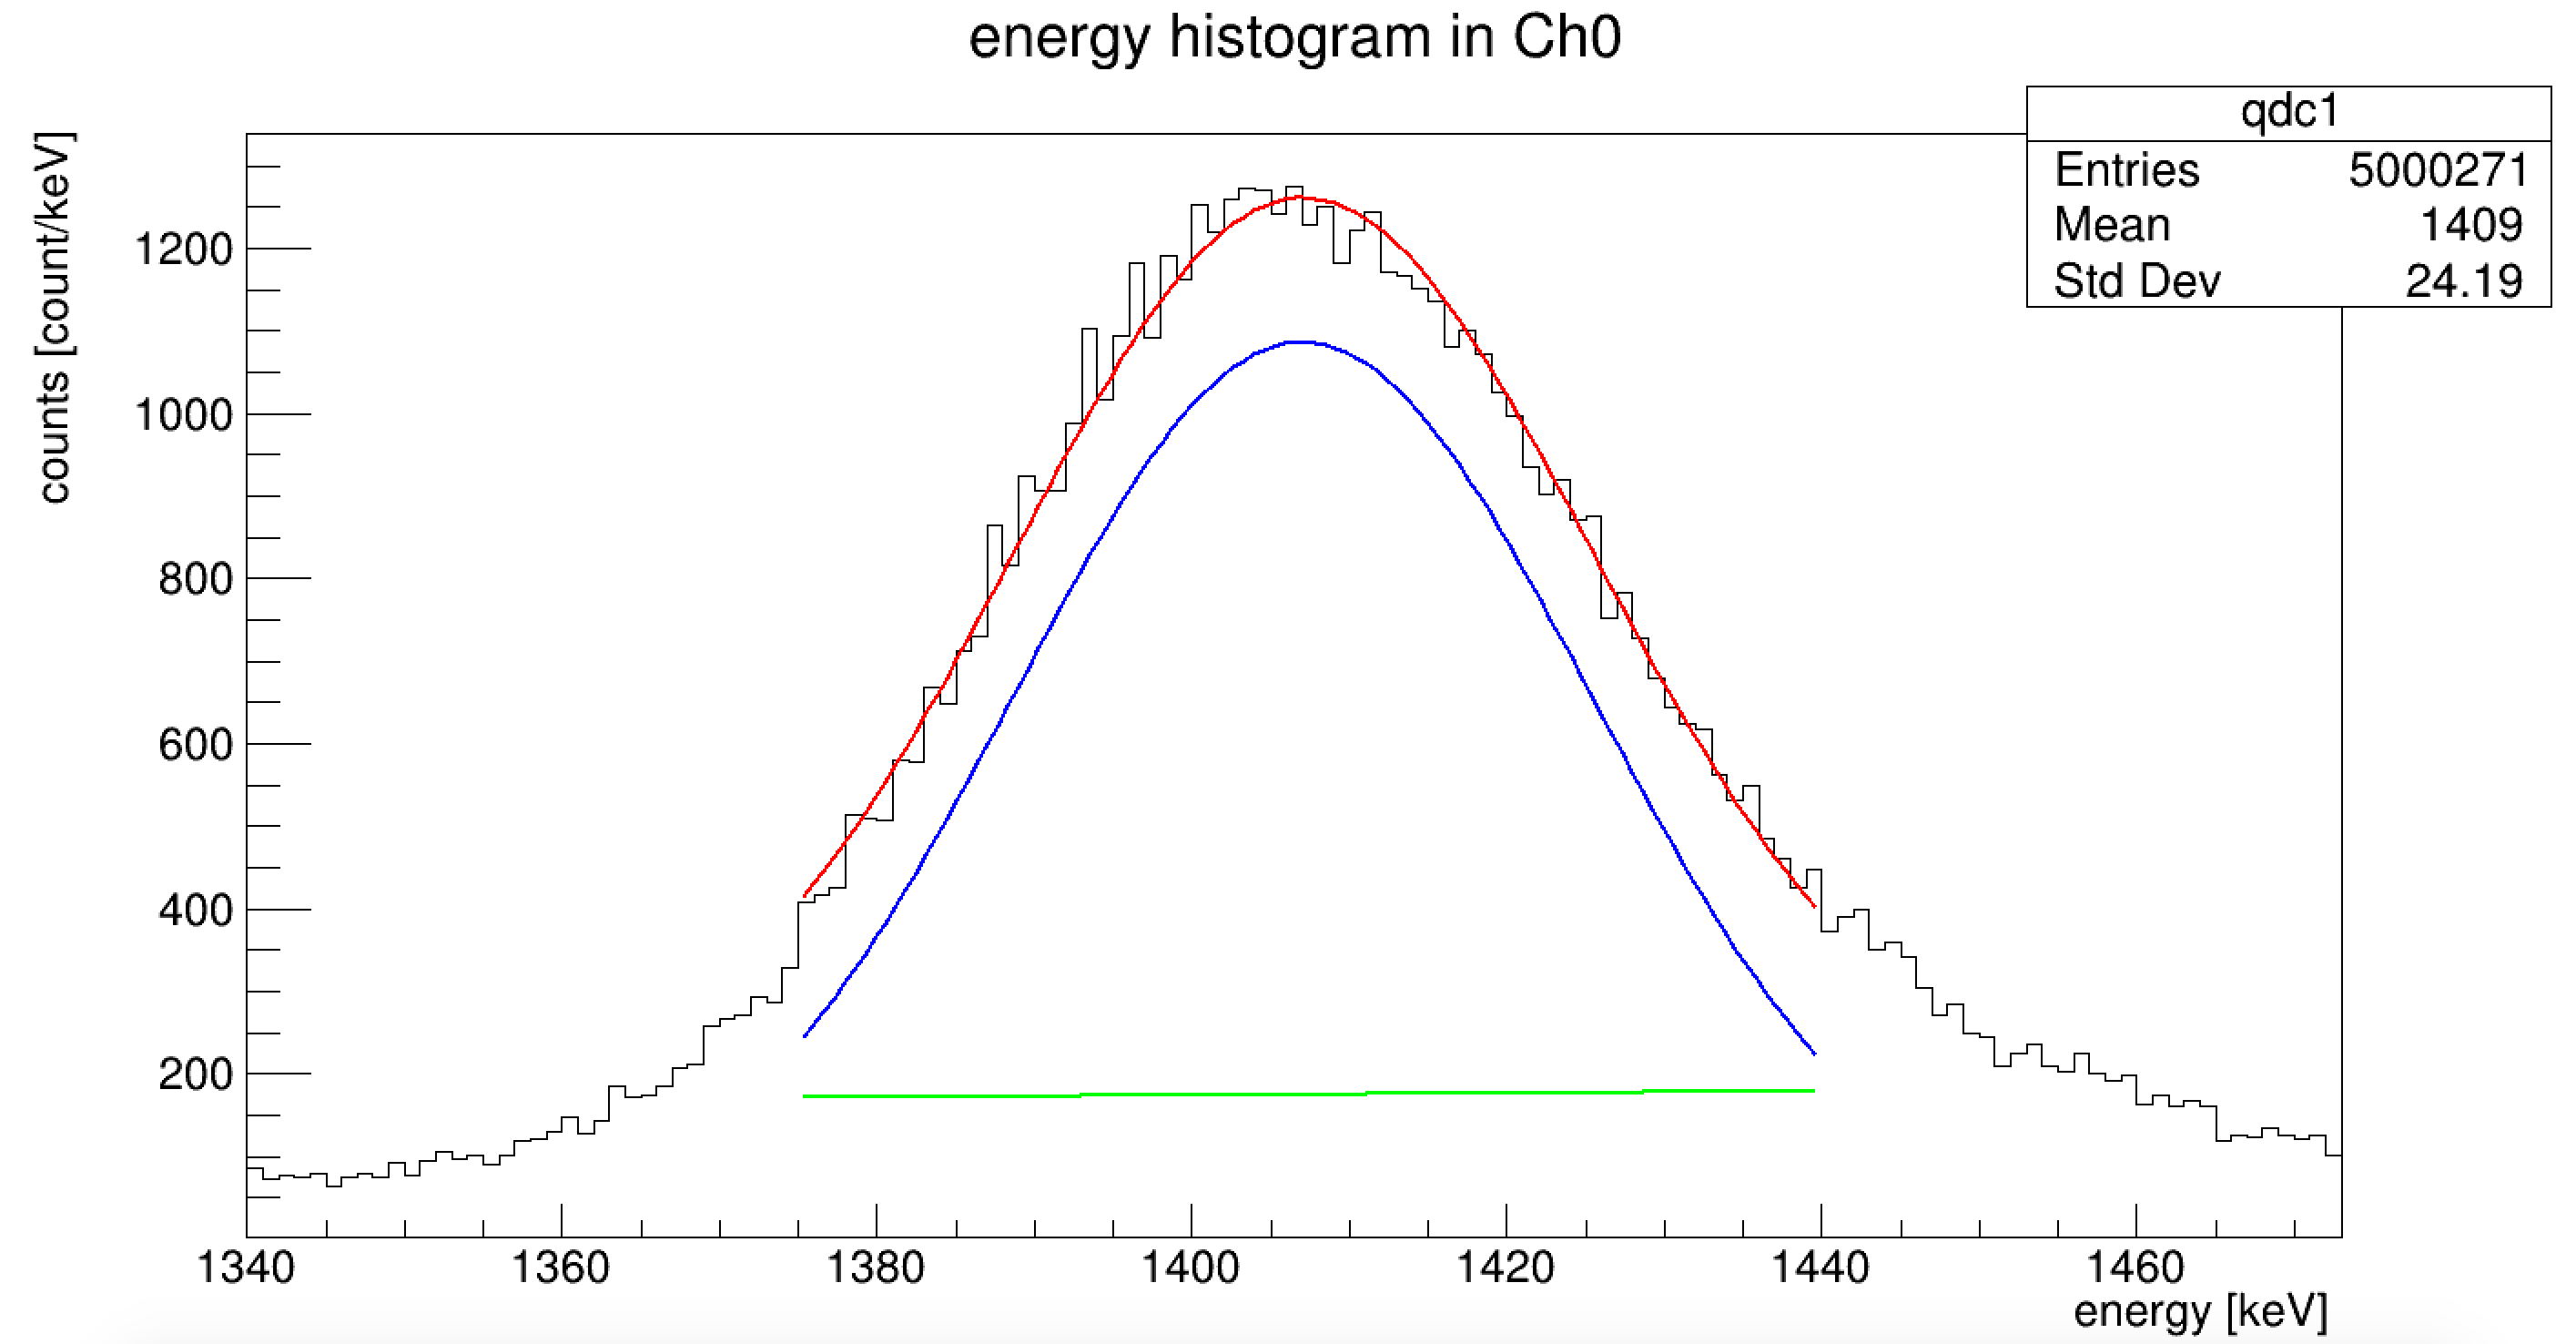 energy histogram in Ch0
qdc1
Entries 5000271
Mean 1409
Std Dev 24.19
counts [count/keV]
1200
1000
800
600
400
200
1340 1360 1380 1400 1420 1440 1460
energy [keV]